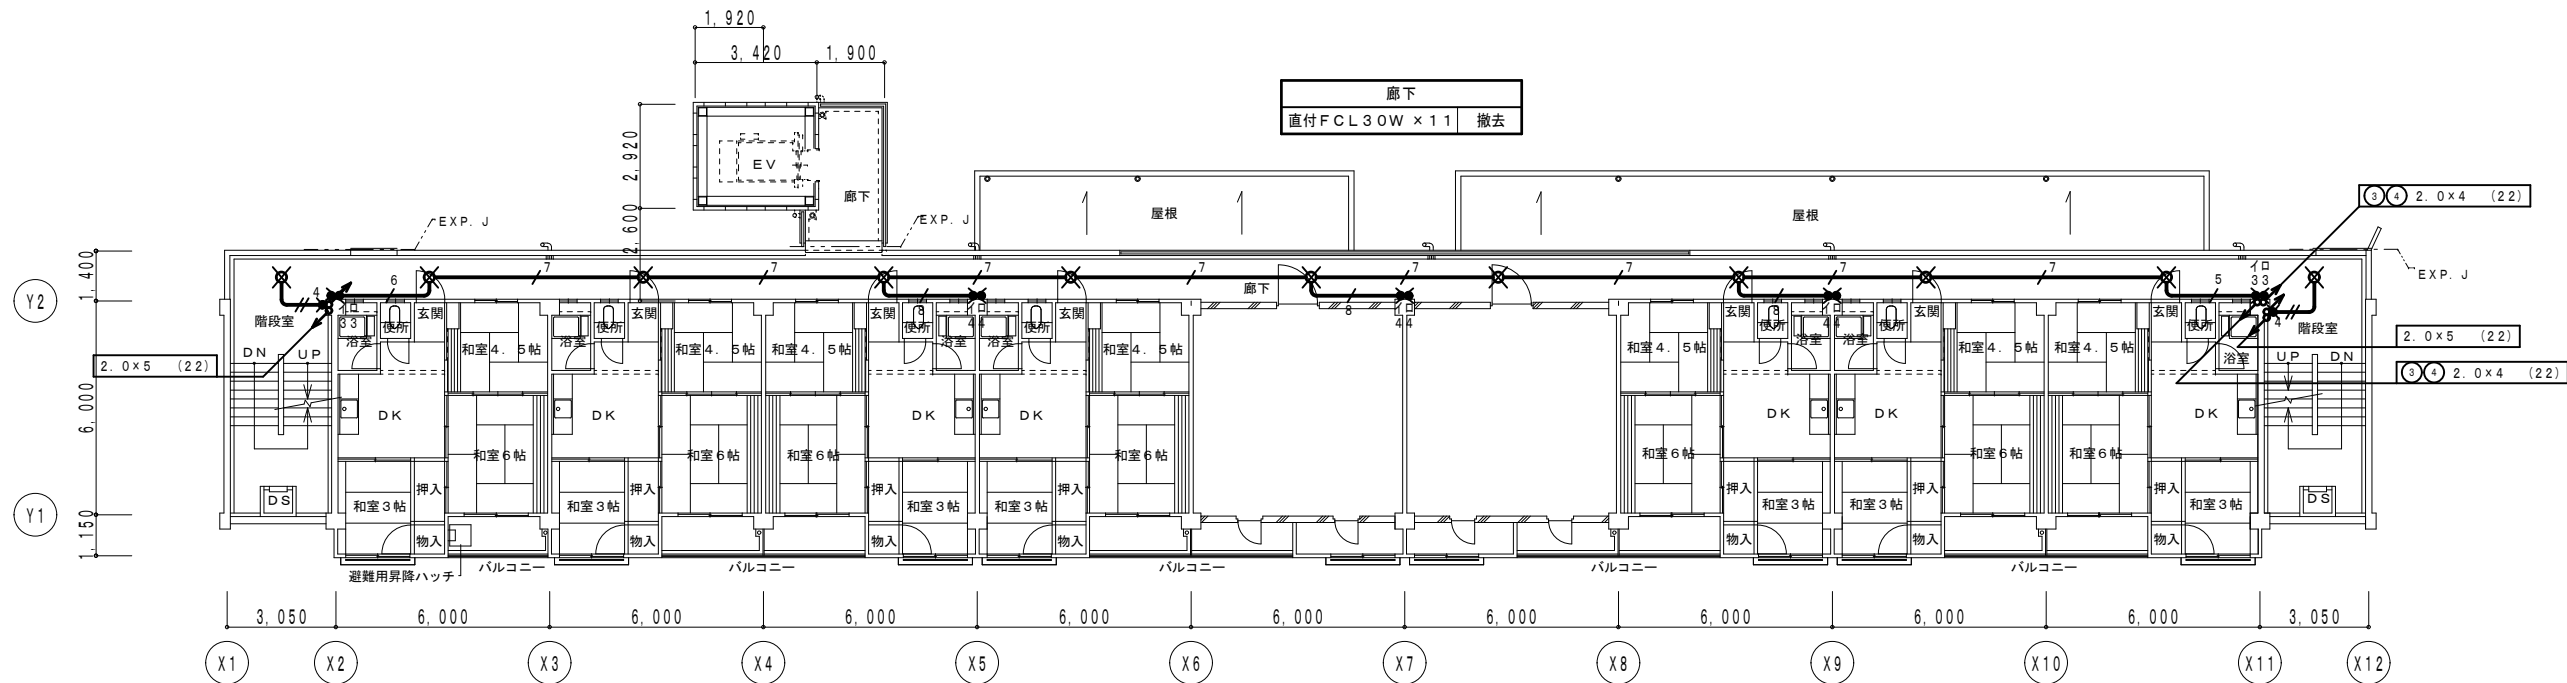 1,920
3,420
1,900
廊下
直付FCL30W ×11 撤去
2,920
EV
廊下
2,600
屋根
屋根
③④ 2.0×4 (22)
EXP. J
EXP. J
EXP. J
1,400
Y2
4
6
7
7
7
7
7
7
7
イロ
33
5
イロ
33
8
イロ
44
8
44
8
イロ
44
4
廊下
階段室
階段室
浴室 便所 玄関
浴室 便所 玄関
玄関 便所 浴室
浴室 便所 玄関
玄関 便所 浴室
浴室 便所 玄関
玄関 便所 浴室
和室4.5帖
和室4.5帖
和室4.5帖
和室4.5帖
和室4.5帖
和室4.5帖
和室4.5帖
2.0×5 (22)
2.0×5 (22)
③④ 2.0×4 (22)
DN UP
UP DN
6,000
DK
DK
DK
DK
DK
DK
DK
和室6帖
和室6帖
和室6帖
和室6帖
和室6帖
和室6帖
和室6帖
DS
DS
和室3帖 押入
和室3帖 押入
押入 和室3帖
和室3帖 押入
押入 和室3帖
和室3帖 押入
押入 和室3帖
Y1
1,150
物入
物入
物入
物入
物入
物入
物入
避難用昇降ハッチ
バルコニー
バルコニー
バルコニー
バルコニー
バルコニー
3,050
6,000
6,000
6,000
6,000
6,000
6,000
6,000
6,000
6,000
3,050
X1
X2
X3
X4
X5
X6
X7
X8
X9
X10
X11
X12